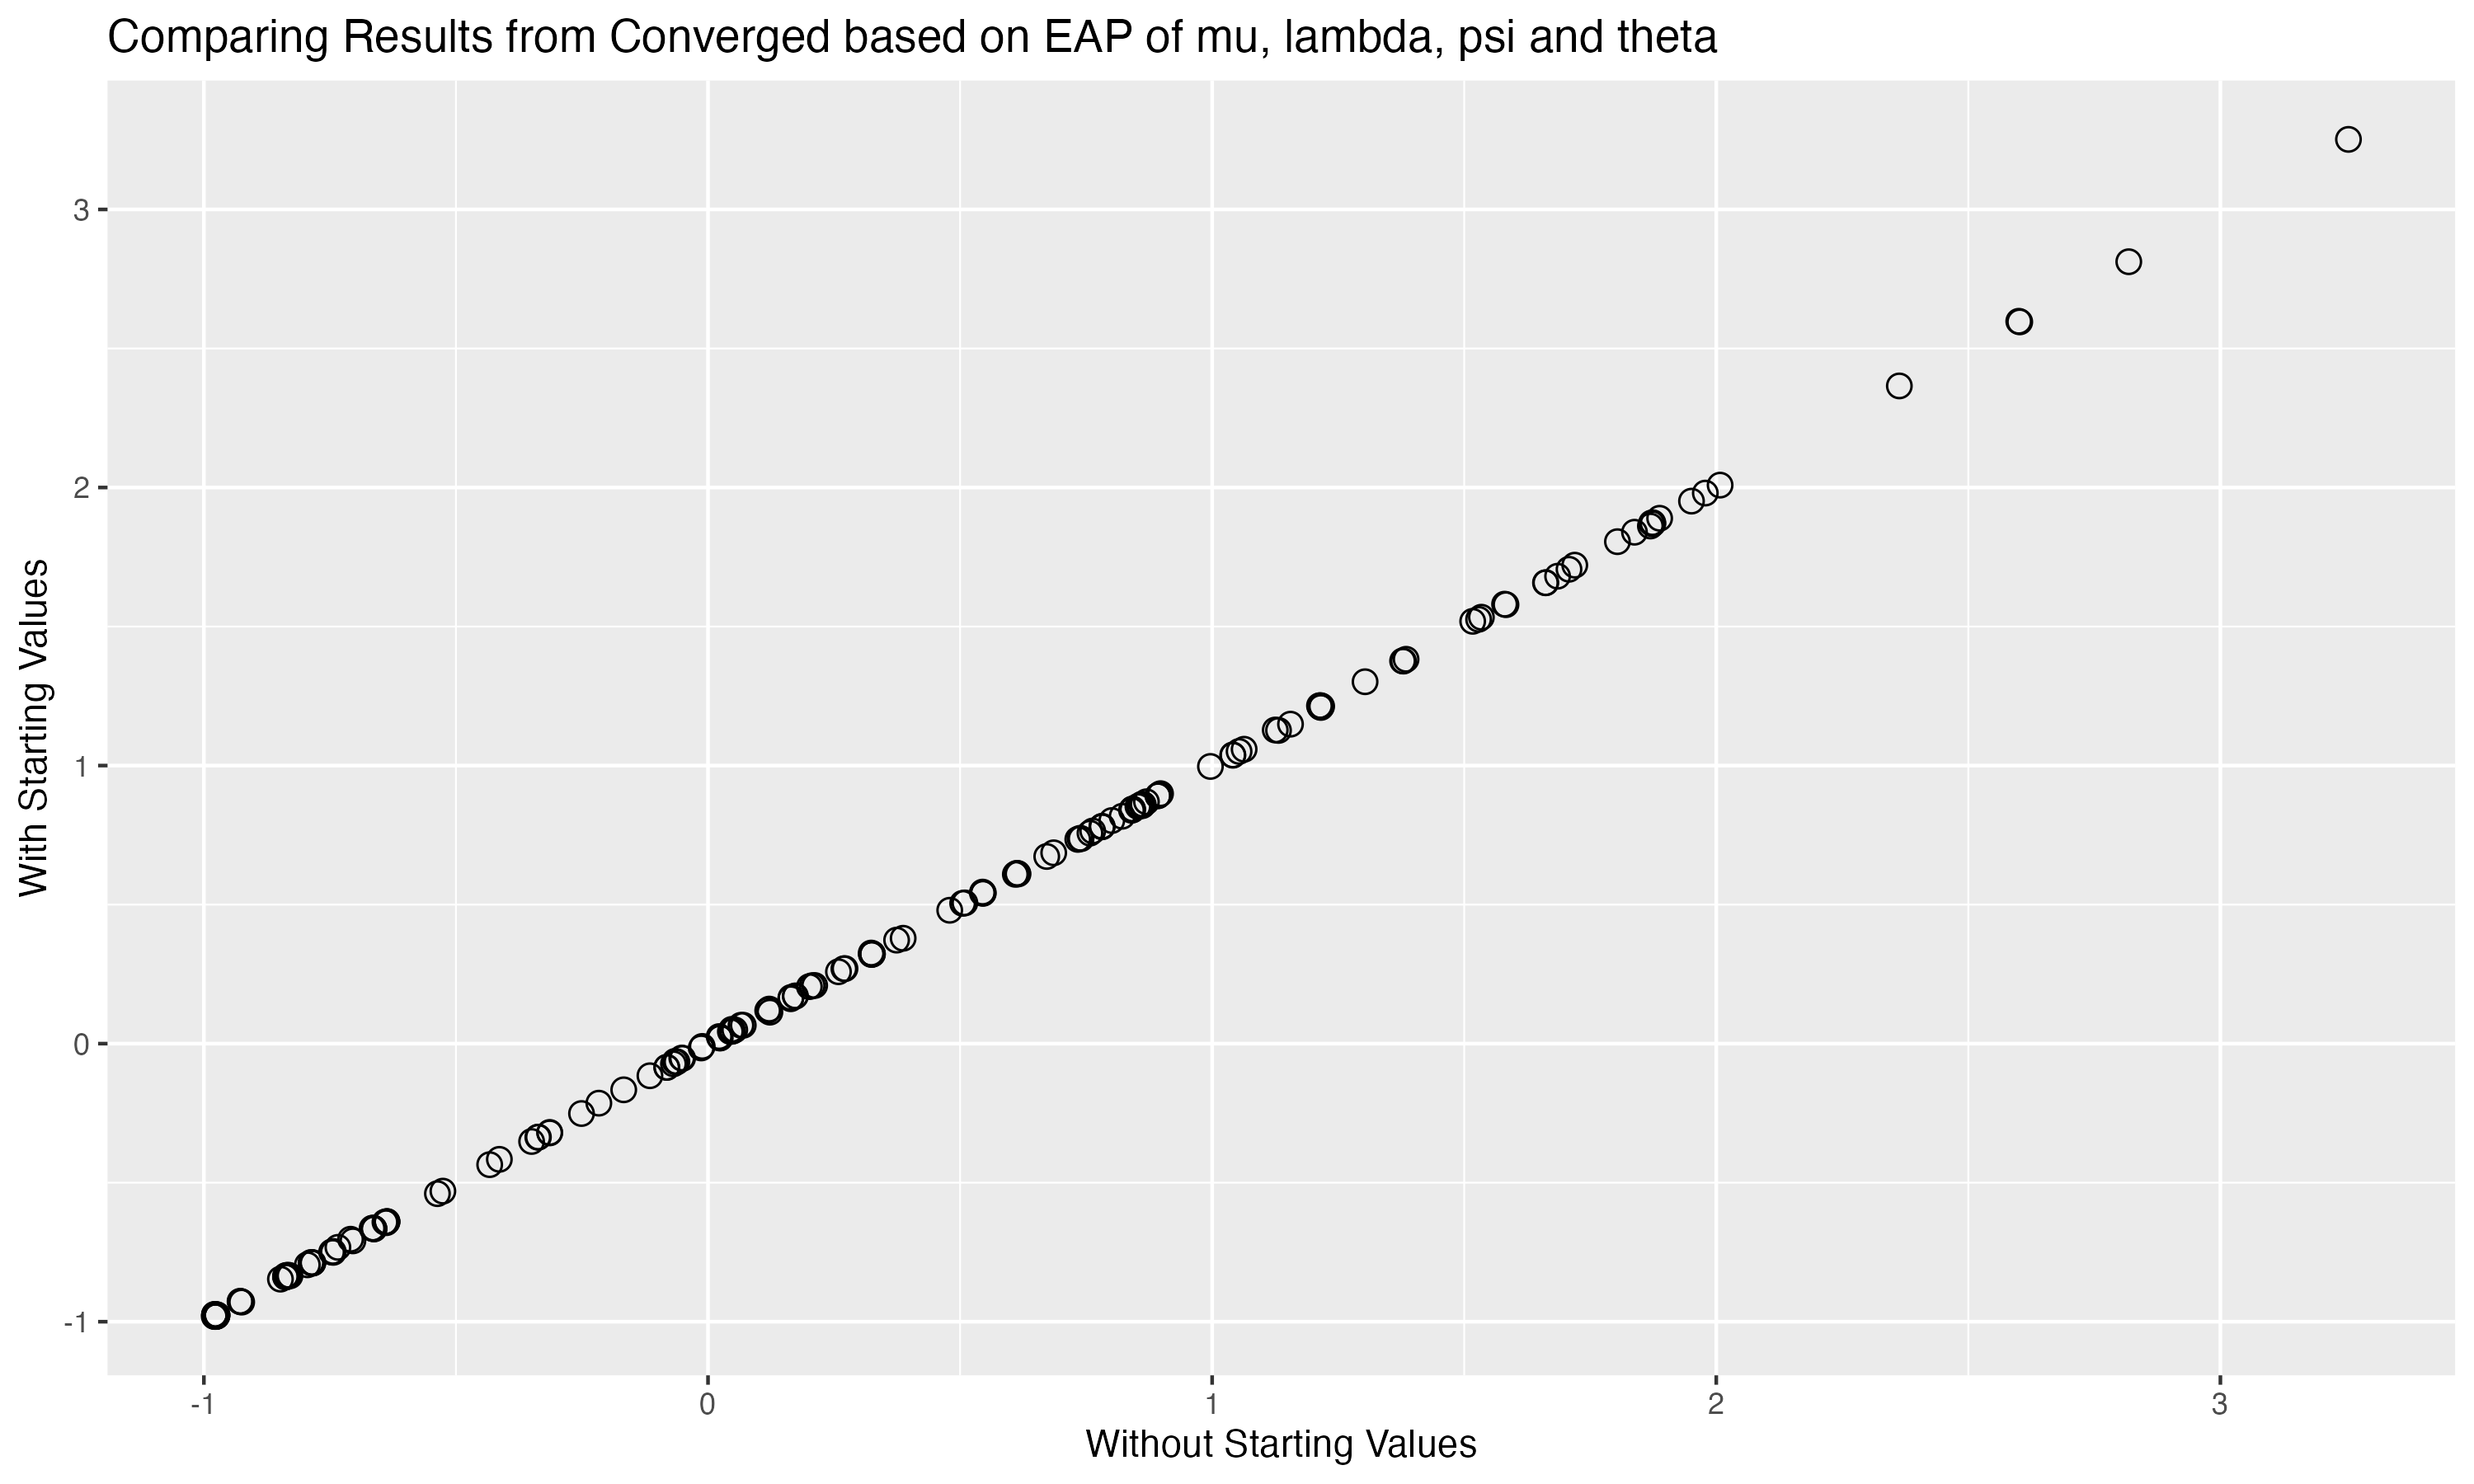 Comparing Results from Converged based on EAP of mu, lambda, psi and theta
With Starting Values
3
2
1
0
-1
-1 0 1 2 3
Without Starting Values